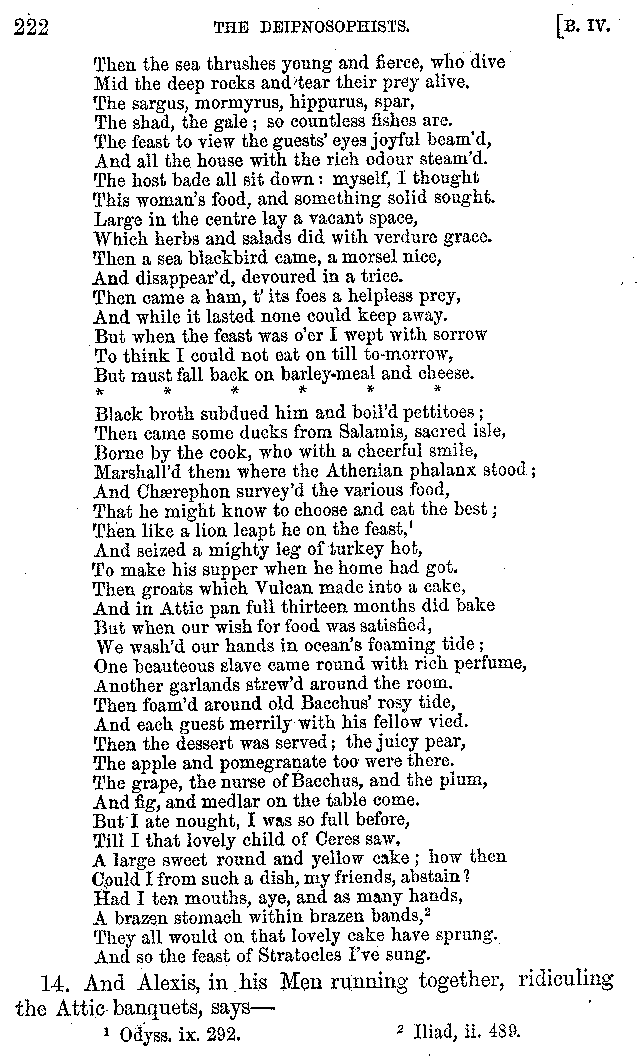 222 THE DEIPNOSOPHISTS. [B. IV.
Then the sea thrushes young and fierce, who dive
Mid the deep rocks and tear their prey alive.
The sargus, mormyrus, hippurus, spar,
The shad, the gale; so countless fishes are.
The feast to view the guests' eyes joyful beam'd,
And all the house with the rich odour steam'd.
The host bade all sit down: myself, I thought
This woman's food, and something solid sought.
Large in the centre lay a vacant space,
Which herbs and salads did with verdure grace.
Then a sea blackbird came, a morsel nice,
And disappear'd, devoured in a trice.
Then came a ham, t' its foes a helpless prey,
And while it lasted none could keep away.
But when the feast was o'er I wept with sorrow
To think I could not eat on till to-morrow,
But must fall back on barley-meal and cheese.
* * * * * *
Black broth subdued him and boil'd pettitoes;
Then came some ducks from Salamis, sacred isle,
Borne by the cook, who with a cheerful smile,
Marshall'd them where the Athenian phalanx stood;
And Chærephon survey'd the various food,
That he might know to choose and eat the best;
Then like a lion leapt he on the feast,¹
And seized a mighty leg of turkey hot,
To make his supper when he home had got.
Then groats which Vulcan made into a cake,
And in Attic pan full thirteen months did bake
But when our wish for food was satisfied,
We wash'd our hands in ocean's foaming tide;
One beauteous slave came round with rich perfume,
Another garlands strew'd around the room.
Then foam'd around old Bacchus' rosy tide,
And each guest merrily with his fellow vied.
Then the dessert was served; the juicy pear,
The apple and pomegranate too were there.
The grape, the nurse of Bacchus, and the plum,
And fig, and medlar on the table come.
But I ate nought, I was so full before,
Till I that lovely child of Ceres saw,
A large sweet round and yellow cake; how then
Could I from such a dish, my friends, abstain?
Had I ten mouths, aye, and as many hands,
A brazen stomach within brazen bands,²
They all would on that lovely cake have sprung.
And so the feast of Stratocles I've sung.
14. And Alexis, in his Men running together, ridiculing
the Attic banquets, says—
¹ Odyss. ix. 292. ² Iliad, ii. 489.